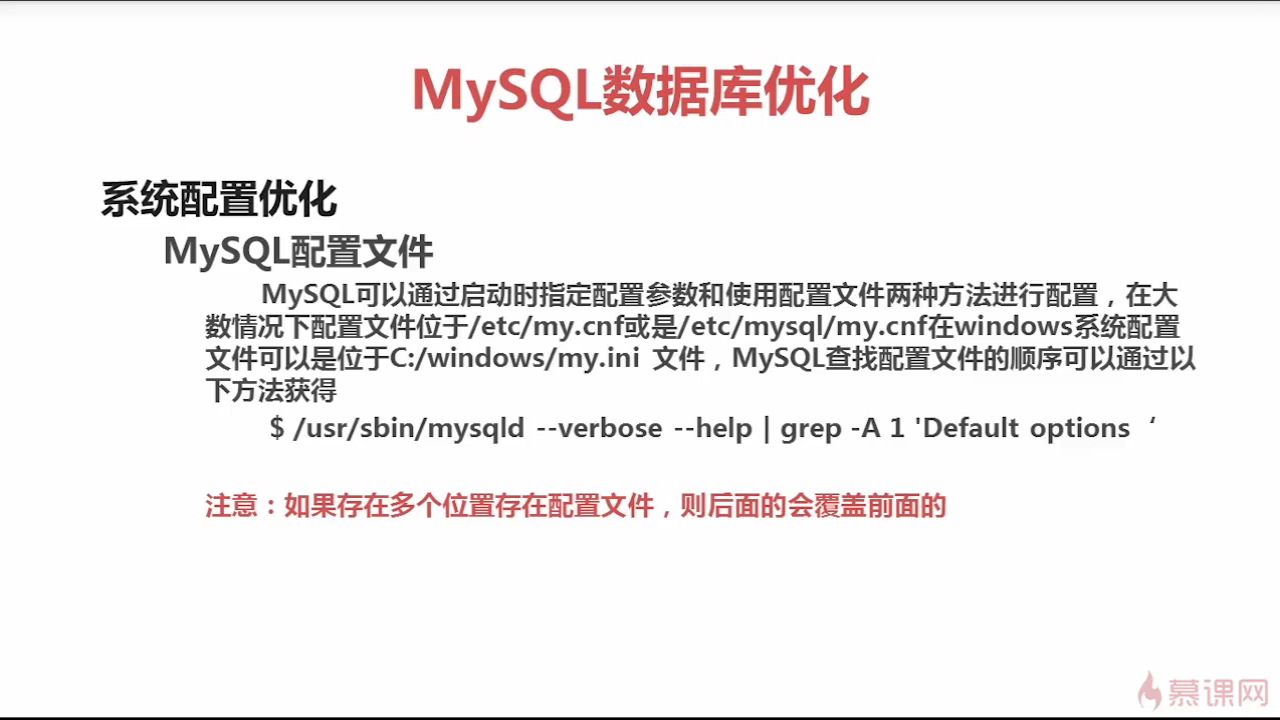 MySQL数据库优化
系统配置优化
MySQL配置文件
MySQL可以通过启动时指定配置参数和使用配置文件两种方法进行配置，在大
数情况下配置文件位于/etc/my.cnf或是/etc/mysql/my.cnf在windows系统配置
文件可以是位于C:/windows/my.ini 文件，MySQL查找配置文件的顺序可以通过以
下方法获得
$ /usr/sbin/mysqld --verbose --help | grep -A 1 'Default options ‘
注意：如果存在多个位置存在配置文件，则后面的会覆盖前面的
慕课网